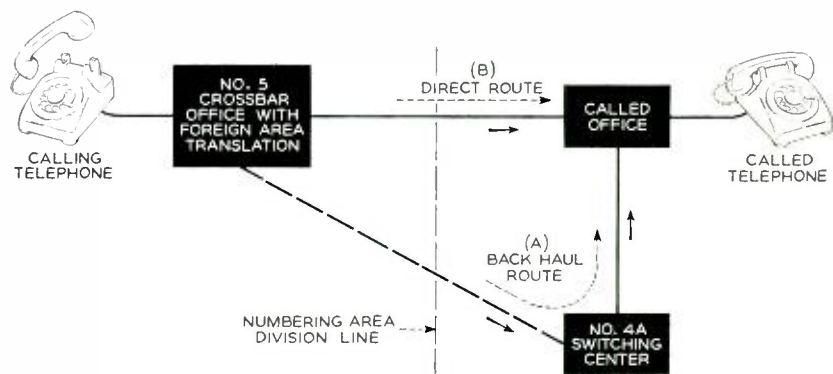 NO. 5
CROSSBAR
OFFICE WITH
FOREIGN AREA
TRANSLATION
(B)
DIRECT ROUTE
CALLED
OFFICE
CALLING
TELEPHONE
CALLED
TELEPHONE
(A)
BACK HAUL
ROUTE
NUMBERING AREA
DIVISION LINE
NO. 4A
SWITCHING
CENTER